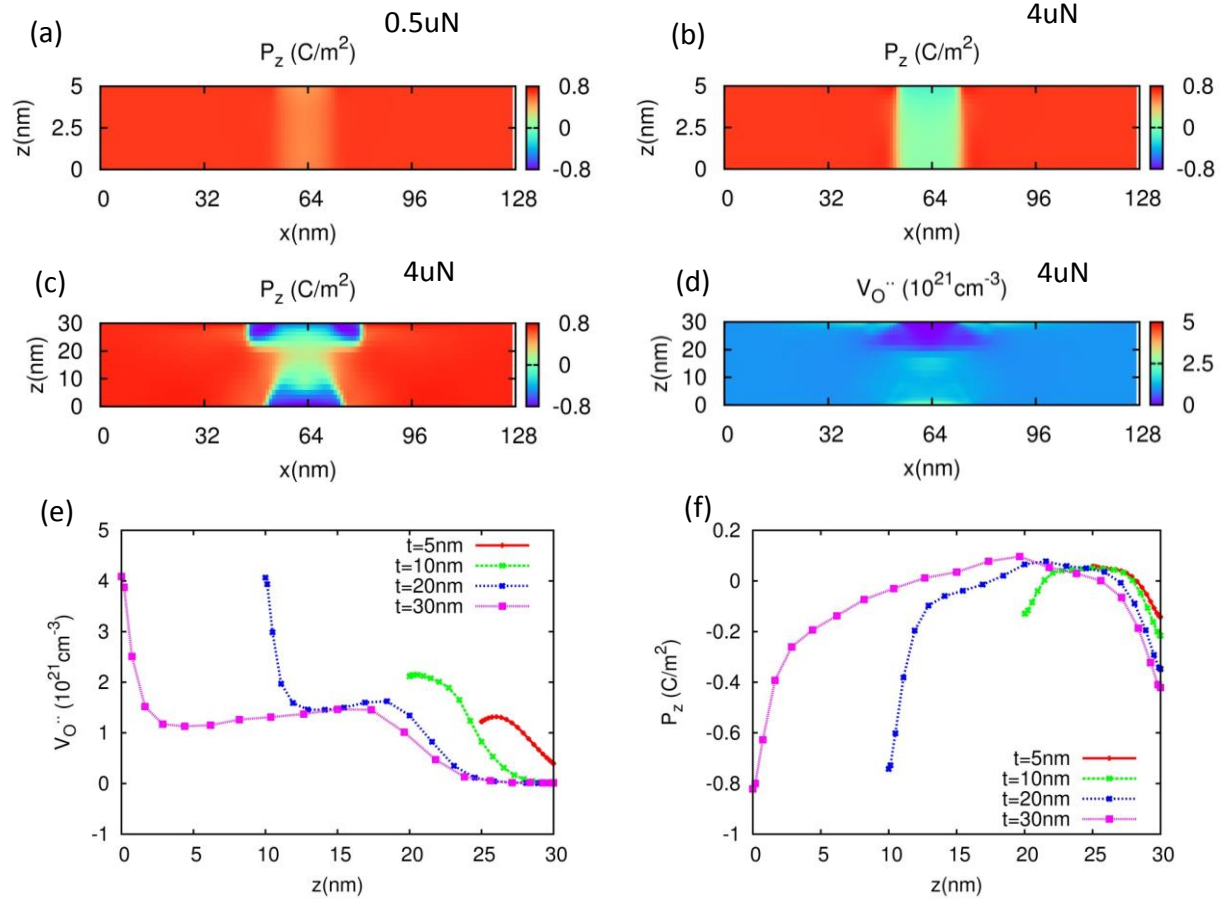 (a) 0.5uN
P_z (C/m^2)
z(nm)
5
2.5
0
0 32 64 96 128
x(nm)
0.8
0
-0.8
(b) 4uN
P_z (C/m^2)
z(nm)
5
2.5
0
0 32 64 96 128
x(nm)
0.8
0
-0.8
(c) 4uN
P_z (C/m^2)
z(nm)
30
20
10
0
0 32 64 96 128
x(nm)
0.8
0
-0.8
(d) 4uN
V_O^·· (10^21cm^-3)
z(nm)
30
20
10
0
0 32 64 96 128
x(nm)
5
2.5
0
(e)
V_O^·· (10^21cm^-3)
5
4
3
2
1
0
-1
t=5nm
t=10nm
t=20nm
t=30nm
0 5 10 15 20 25 30
z(nm)
(f)
P_z (C/m^2)
0.2
0
-0.2
-0.4
-0.6
-0.8
-1
t=5nm
t=10nm
t=20nm
t=30nm
0 5 10 15 20 25 30
z(nm)